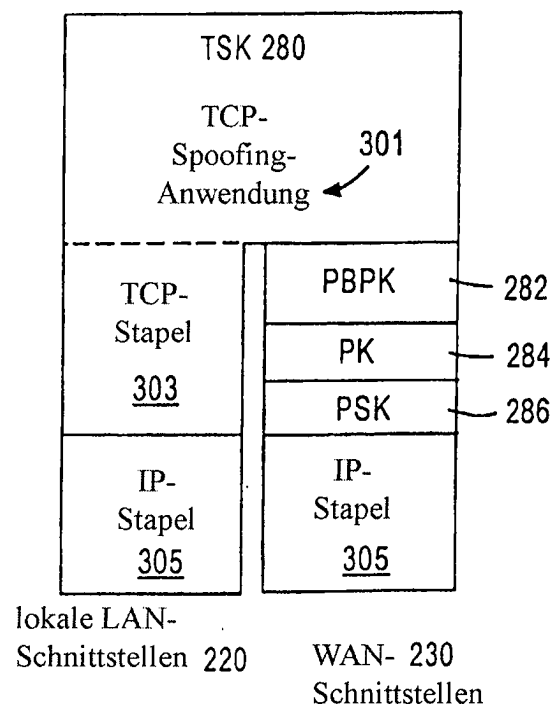 TSK 280
TCP-
Spoofing-
Anwendung
301
TCP-
Stapel
303
IP-
Stapel
305
PBPK
282
PK
284
PSK
286
IP-
Stapel
305
lokale LAN-
Schnittstellen 220
WAN- 230
Schnittstellen